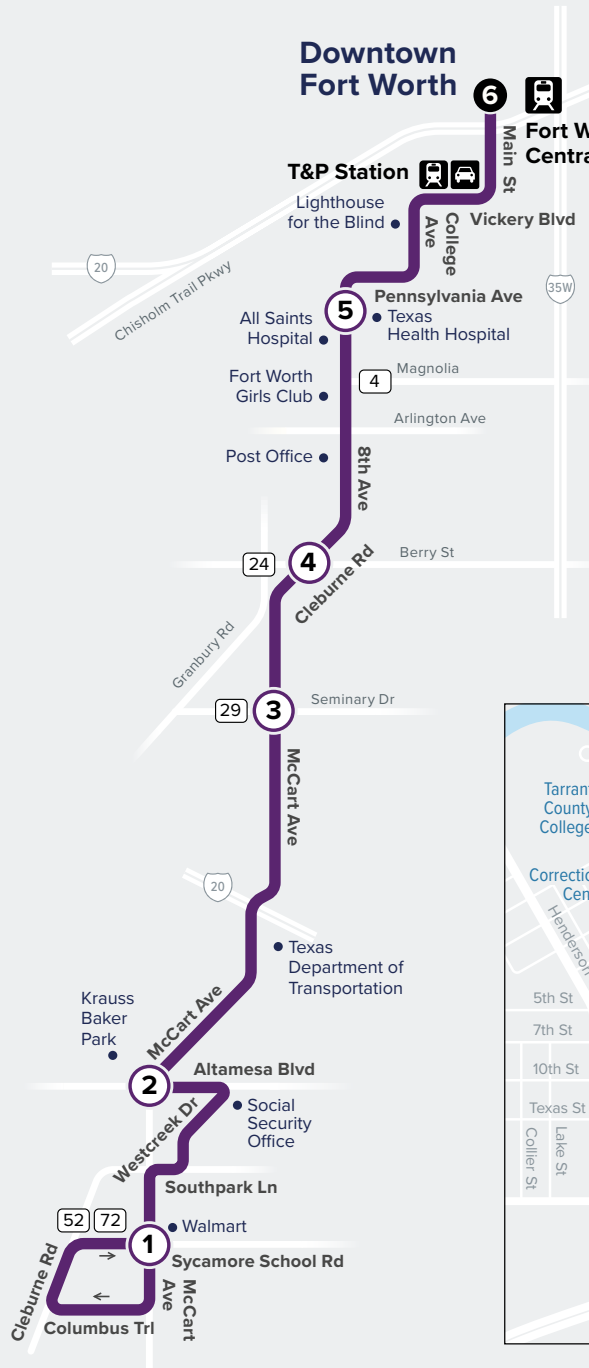 Downtown
Fort Worth
6
Main St
Fort
T&P Station
Lighthouse
for the Blind
College
Ave
Vickery Blvd
20
Chisholm Trail Pkwy
35W
Pennsylvania Ave
5
Texas
Health Hospital
All Saints
Hospital
Magnolia
4
Fort Worth
Girls Club
Arlington Ave
Post Office
8th Ave
Berry St
24
4
Cleburne Rd
Granbury Rd
Seminary Dr
29
3
McCart Ave
20
Texas
Department of
Transportation
Krauss
Baker
Park
McCart Ave
Altamesa Blvd
2
Westcreek Dr
Social
Security
Office
Southpark Ln
52
72
Walmart
1
Sycamore School Rd
Cleburne Rd
McCart
Ave
Columbus Trl
County
College
Henderson
5th St
7th St
10th St
Texas St
Collier St
Lake St